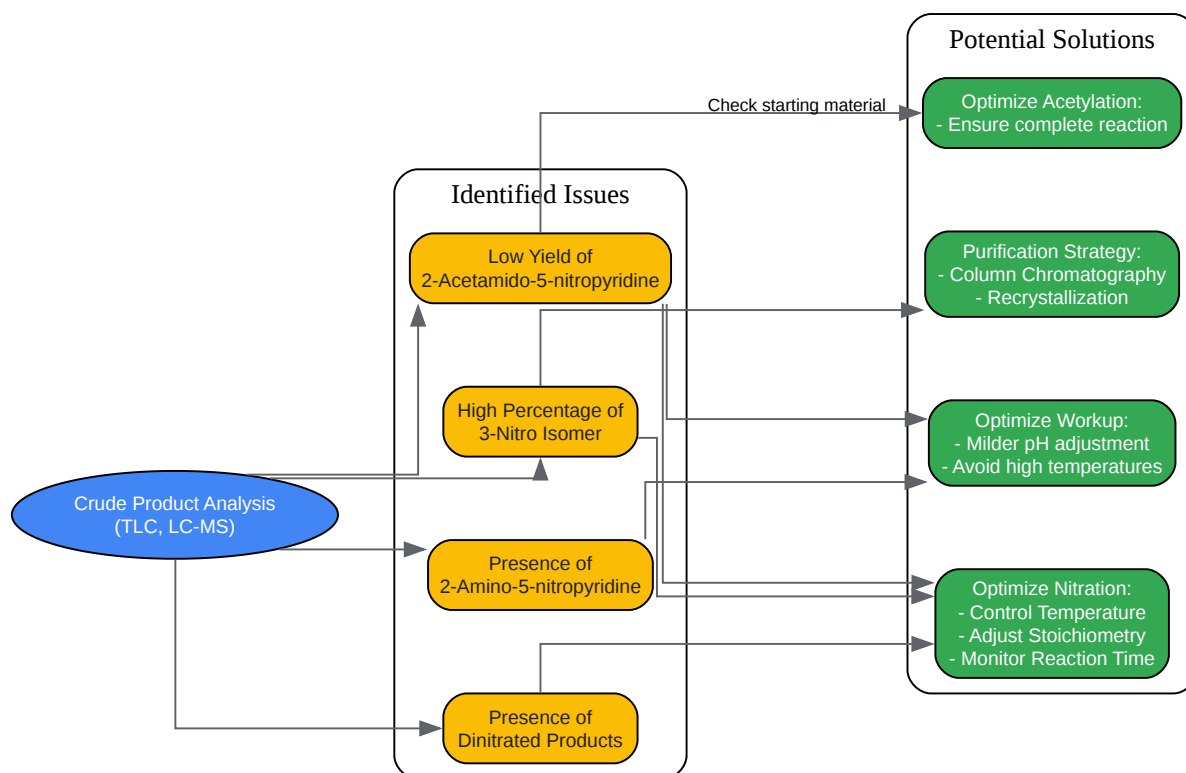 Potential Solutions
Optimize Acetylation:
- Ensure complete reaction
Check starting material
Identified Issues
Low Yield of
2-Acetamido-5-nitropyridine
Purification Strategy:
- Column Chromatography
- Recrystallization
High Percentage of
3-Nitro Isomer
Optimize Workup:
- Milder pH adjustment
- Avoid high temperatures
Crude Product Analysis
(TLC, LC-MS)
Presence of
2-Amino-5-nitropyridine
Optimize Nitration:
- Control Temperature
- Adjust Stoichiometry
- Monitor Reaction Time
Presence of
Dinitrated Products